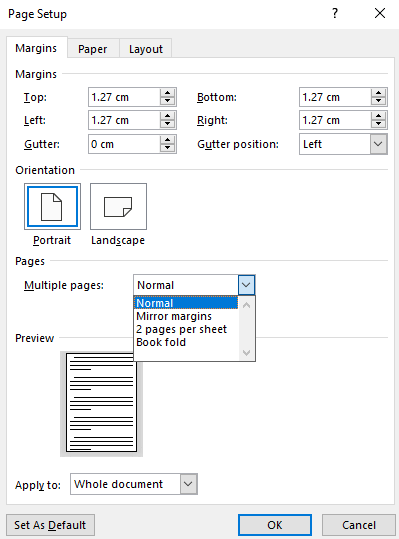 Page Setup ? ×
Margins Paper Layout
Margins
Top: 1.27 cm Bottom: 1.27 cm
Left: 1.27 cm Right: 1.27 cm
Gutter: 0 cm Gutter position: Left
Orientation
Portrait Landscape
Pages
Multiple pages: Normal
Normal
Mirror margins
2 pages per sheet
Book fold
Preview
Apply to: Whole document
Set As Default OK Cancel